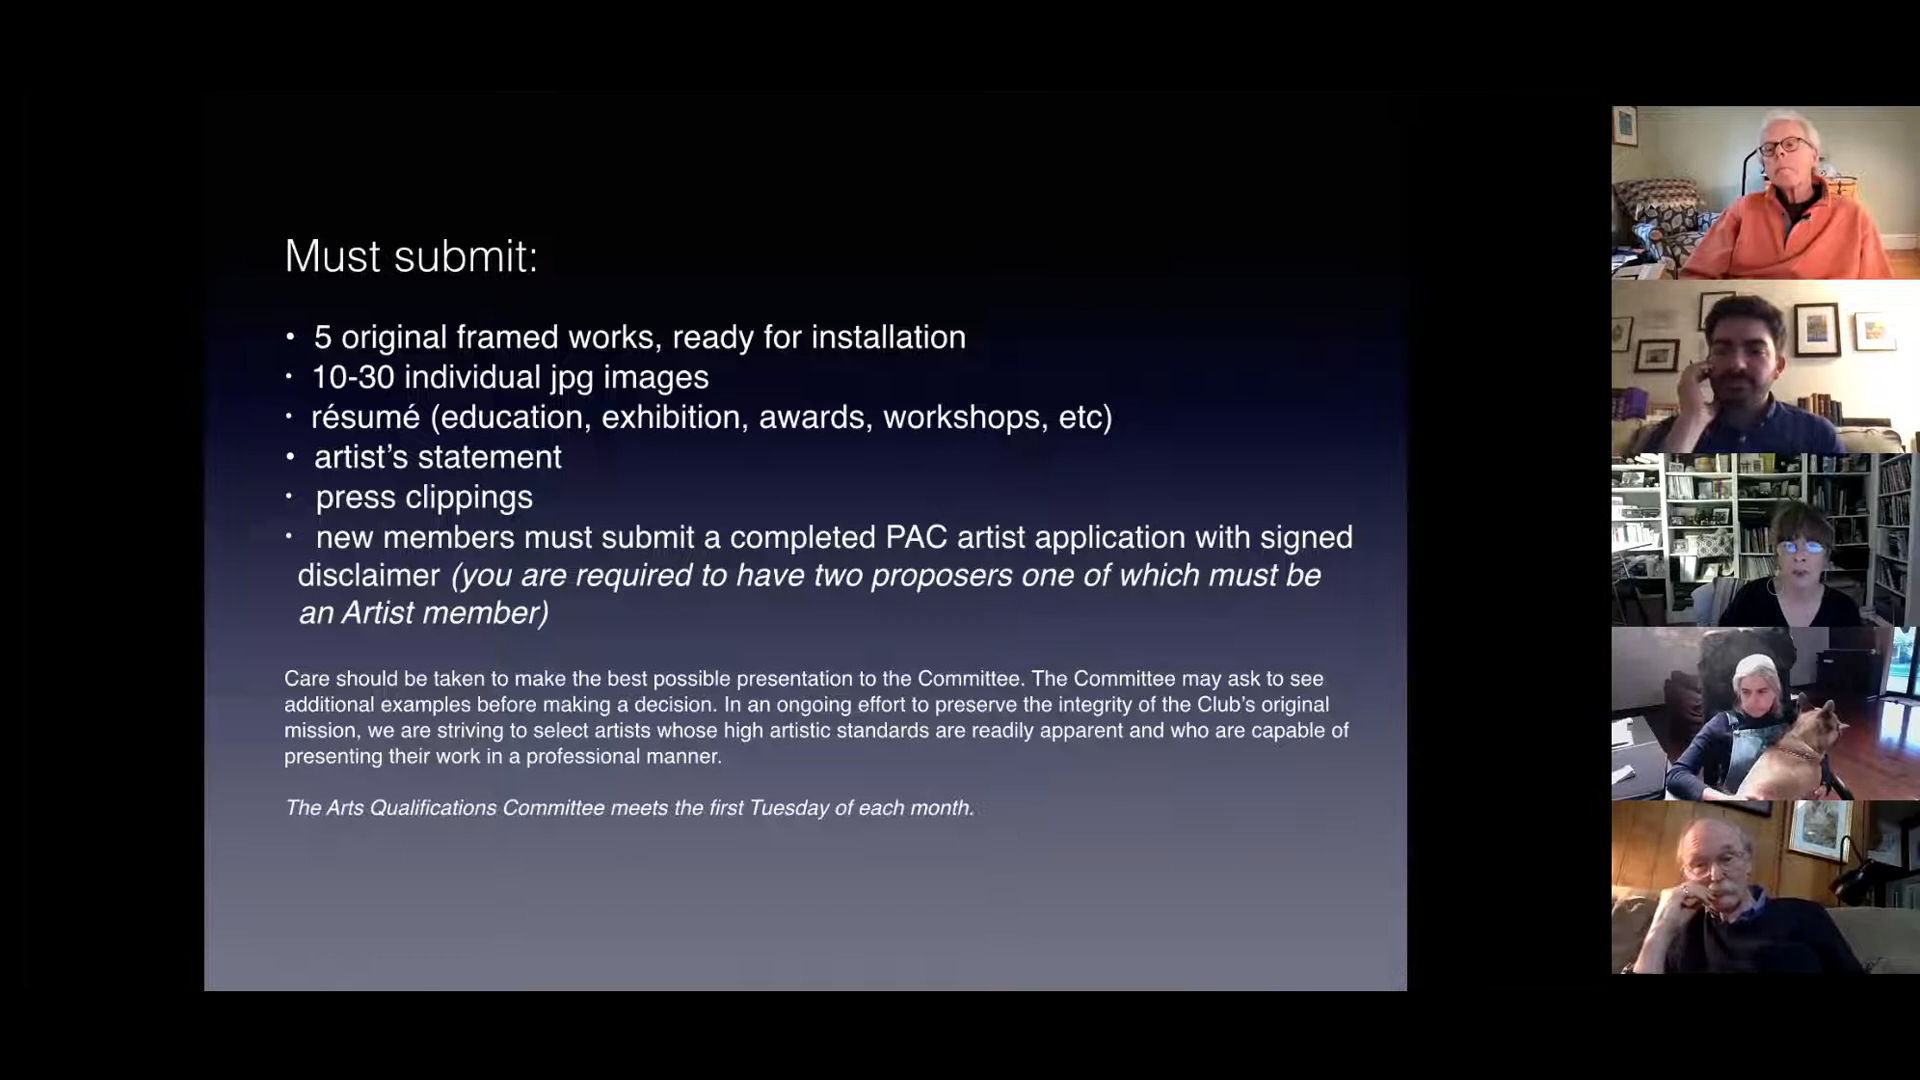 Must submit:
• 5 original framed works, ready for installation
• 10-30 individual jpg images
• résumé (education, exhibition, awards, workshops, etc)
• artist’s statement
• press clippings
• new members must submit a completed PAC artist application with signed
disclaimer (you are required to have two proposers one of which must be
an Artist member)
Care should be taken to make the best possible presentation to the Committee. The Committee may ask to see
additional examples before making a decision. In an ongoing effort to preserve the integrity of the Club’s original
mission, we are striving to select artists whose high artistic standards are readily apparent and who are capable of
presenting their work in a professional manner.
The Arts Qualifications Committee meets the first Tuesday of each month.